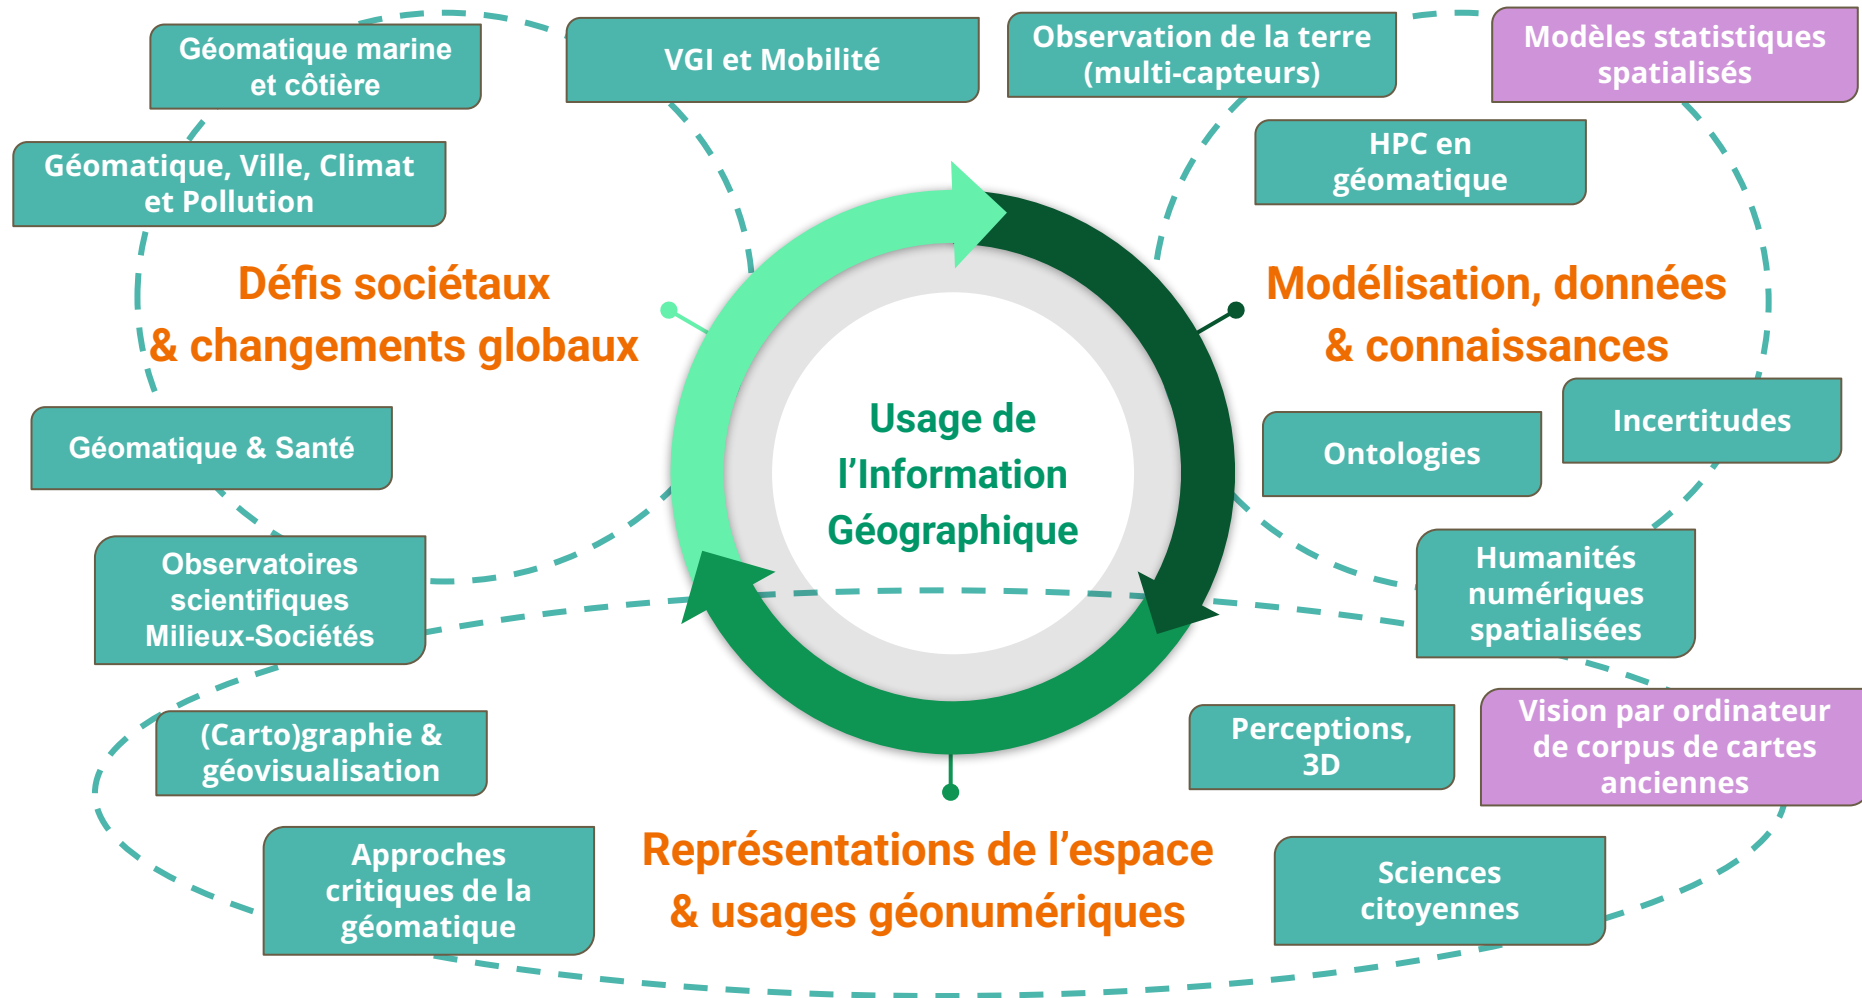 Géomatique marine
et côtière
VGI et Mobilité
Observation de la terre
(multi-capteurs)
Modèles statistiques
spatialisés
HPC en
géomatique
Géomatique, Ville, Climat
et Pollution
Défis sociétaux
& changements globaux
Modélisation, données
& connaissances
Usage de
l’Information
Géographique
Géomatique & Santé
Ontologies
Incertitudes
Observatoires
scientifiques
Milieux-Sociétés
Humanités
numériques
spatialisées
(Carto)graphie &
géovisualisation
Perceptions,
3D
Vision par ordinateur
de corpus de cartes
anciennes
Approches
critiques de la
géomatique
Représentations de l’espace
& usages géonumériques
Sciences
citoyennes